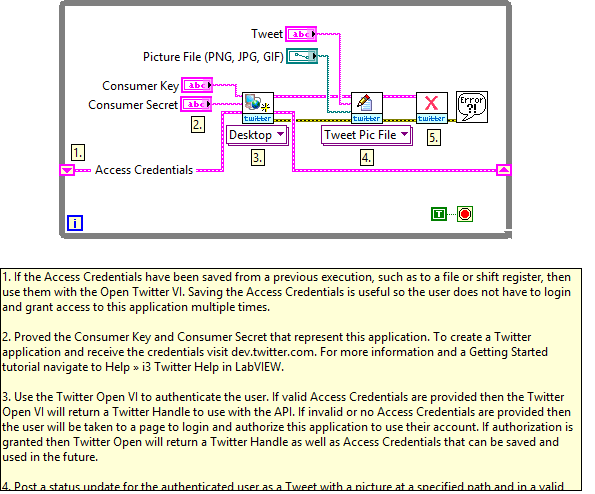 Tweet
abc
Picture File (PNG, JPG, GIF)
Consumer Key
abc
Consumer Secret
abc
2.
twitter
twitter
twitter
Error
?!
Desktop
Tweet Pic File
5.
1.
3.
4.
Access Credentials
i
T
1. If the Access Credentials have been saved from a previous execution, such as to a file or shift register, then
use them with the Open Twitter VI. Saving the Access Credentials is useful so the user does not have to login
and grant access to this application multiple times.
2. Proved the Consumer Key and Consumer Secret that represent this application. To create a Twitter
application and receive the credentials visit dev.twitter.com. For more information and a Getting Started
tutorial navigate to Help » i3 Twitter Help in LabVIEW.
3. Use the Twitter Open VI to authenticate the user. If valid Access Credentials are provided then the Twitter
Open VI will return a Twitter Handle to use with the API. If invalid or no Access Credentials are provided then
the user will be taken to a page to login and authorize this application to use their account. If authorization is
granted then Twitter Open will return a Twitter Handle as well as Access Credentials that can be saved and
used in the future.
4. Post a status update for the authenticated user as a Tweet with a picture at a specified path and in a valid